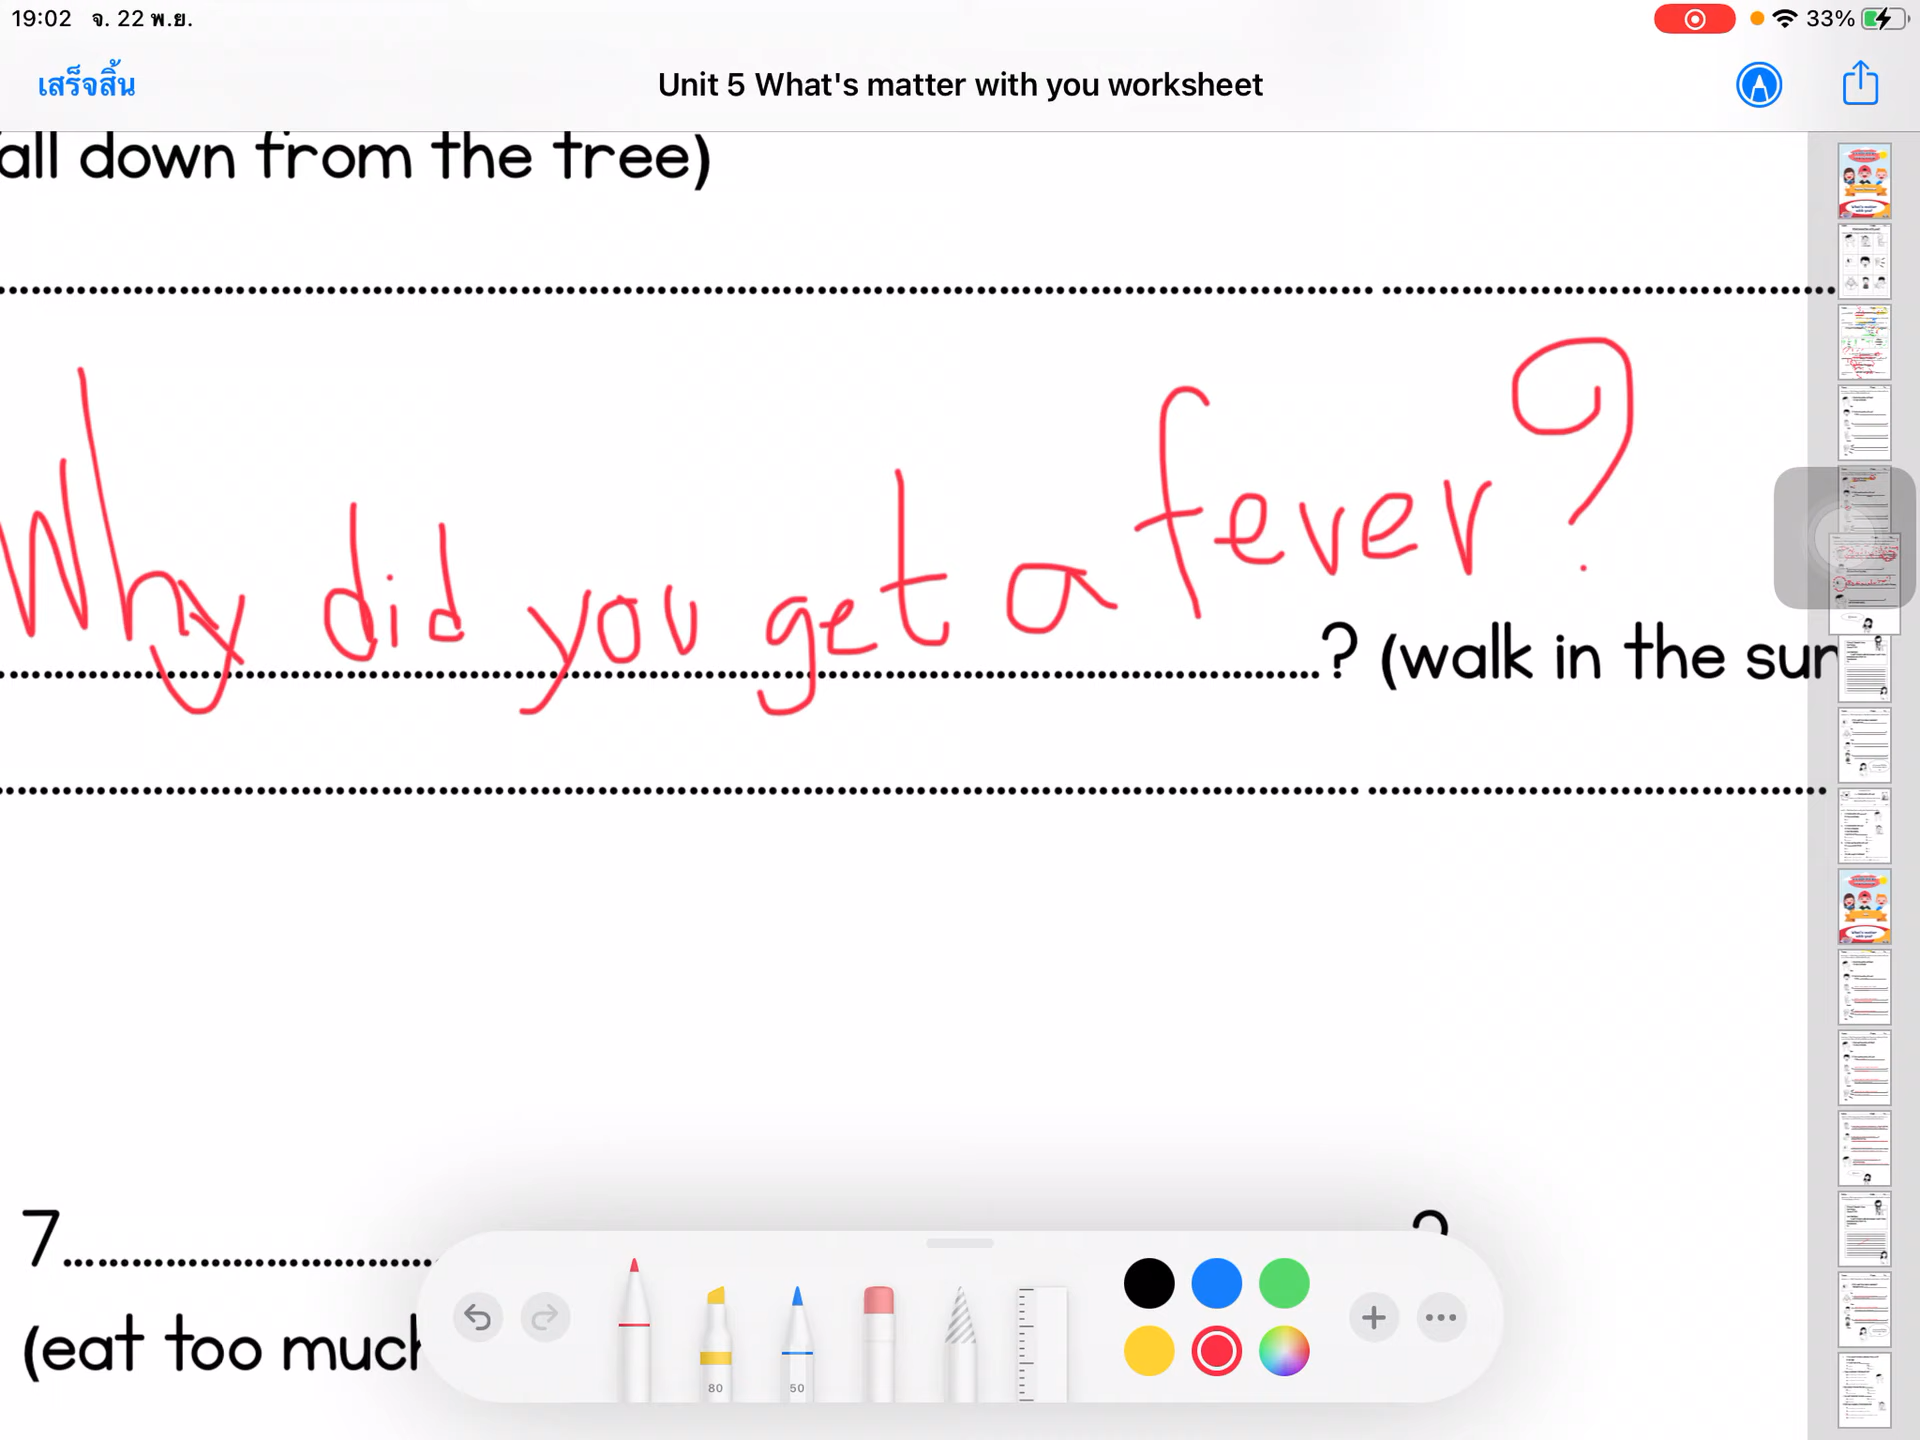 19:02 จ. 22 พ.ย. 33%
เสร็จสิ้น Unit 5 What's matter with you worksheet
all down from the tree)
Why did you get a fever?
? (walk in the sun
7
?
(eat too much
80 50